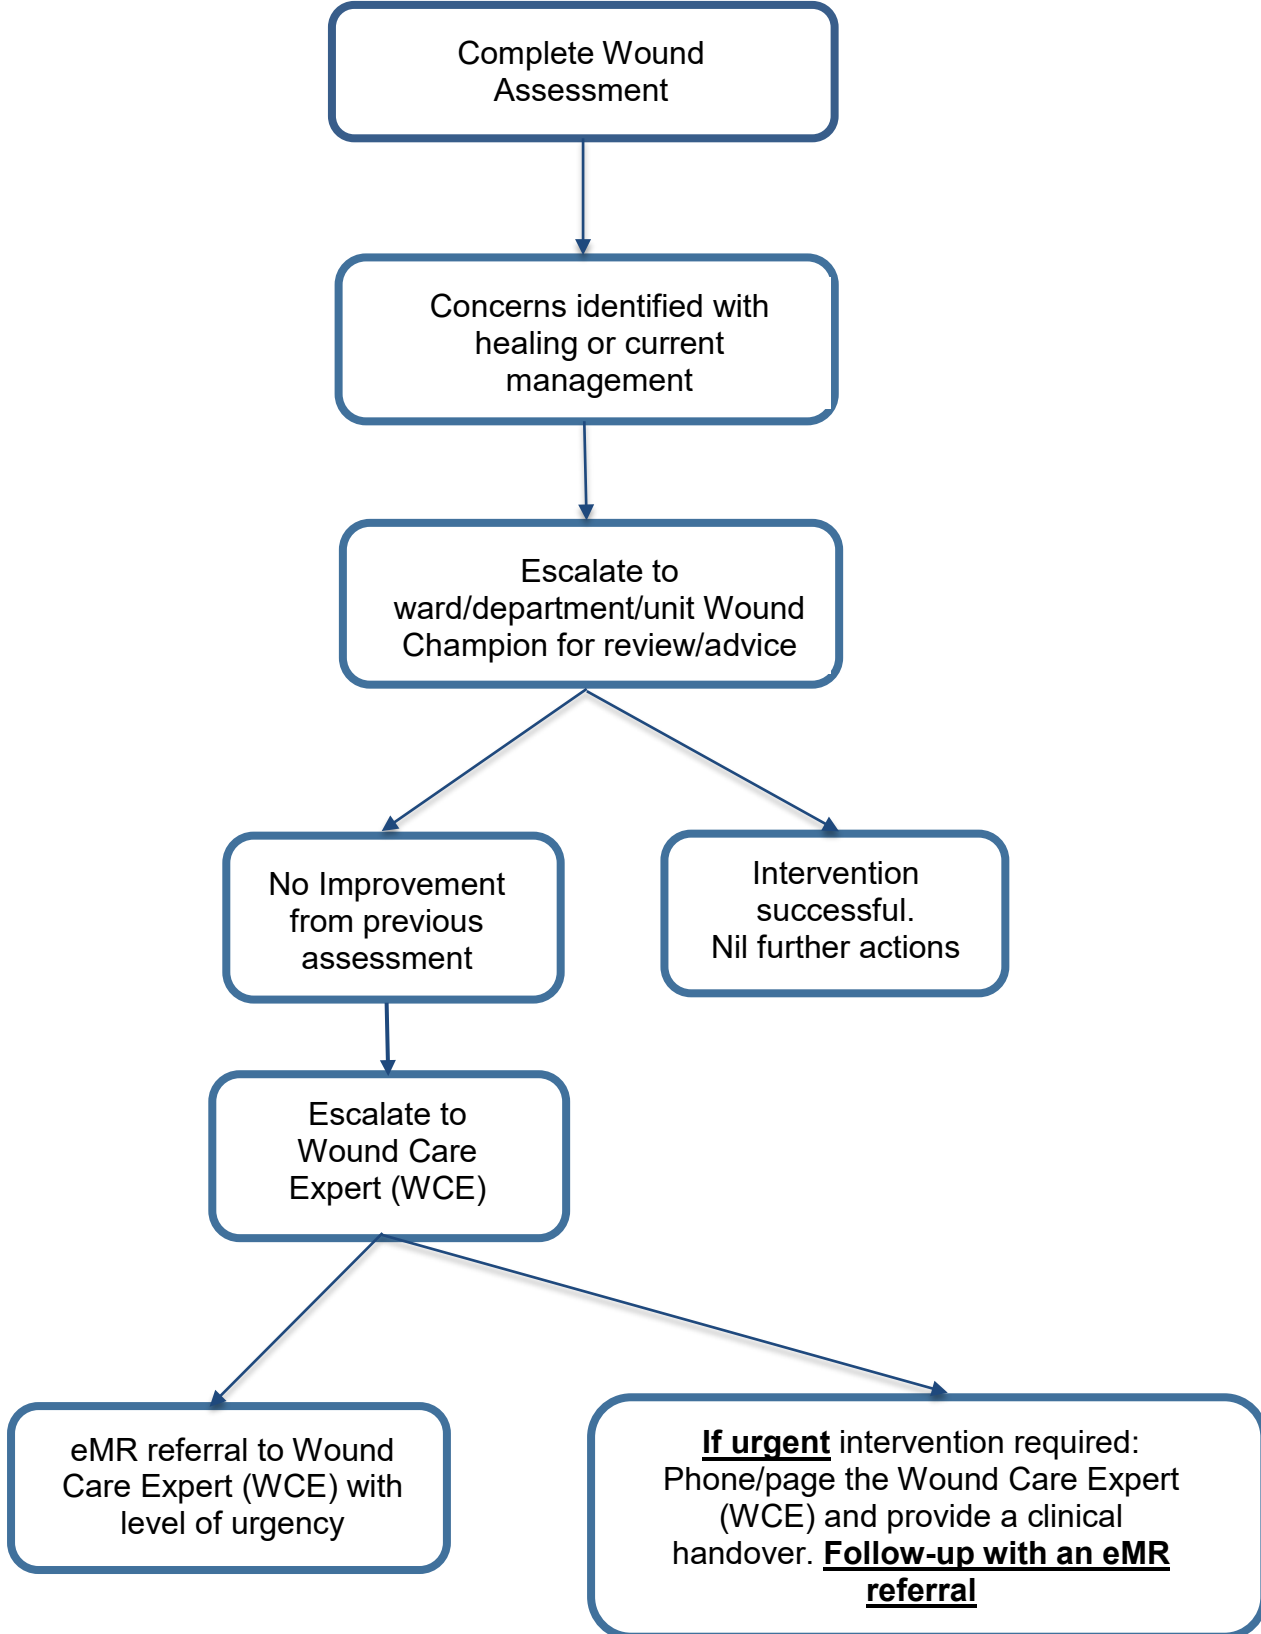 Complete Wound
Assessment
Concerns identified with
healing or current
management
Escalate to
ward/department/unit Wound
Champion for review/advice
No Improvement
from previous
assessment
Intervention
successful.
Nil further actions
Escalate to
Wound Care
Expert (WCE)
eMR referral to Wound
Care Expert (WCE) with
level of urgency
If urgent intervention required:
Phone/page the Wound Care Expert
(WCE) and provide a clinical
handover. Follow-up with an eMR
referral